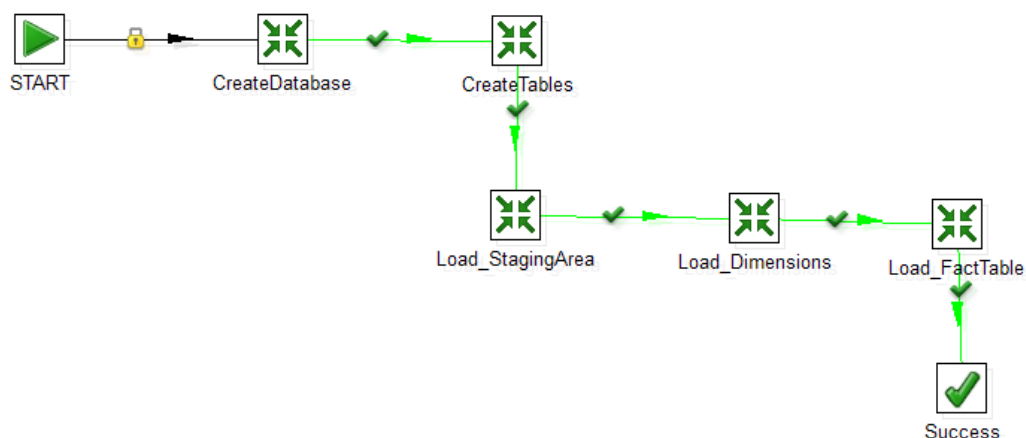 START
CreateDatabase
CreateTables
Load_StagingArea
Load_Dimensions
Load_FactTable
Success